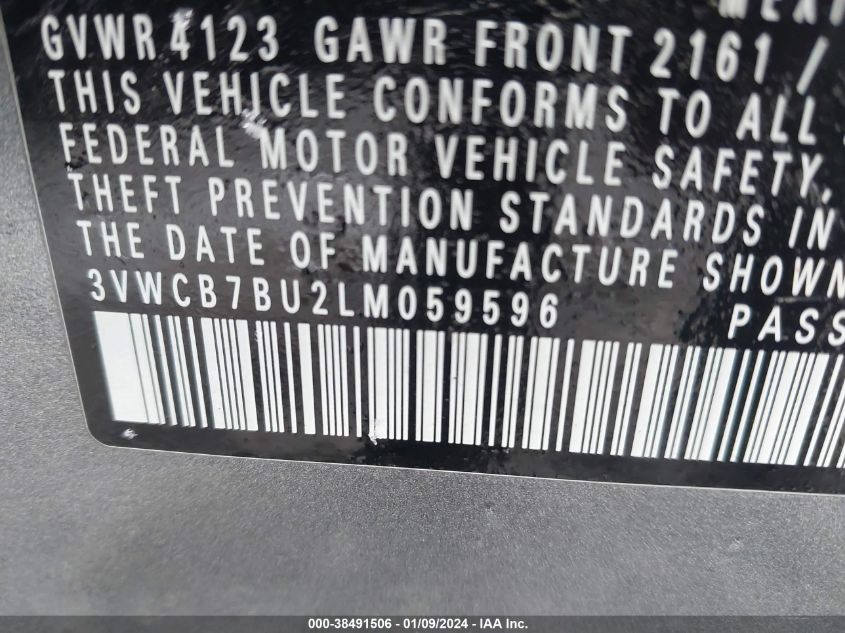 MEXI
GVWR 4123 GAWR FRONT 2161 /
THIS VEHICLE CONFORMS TO ALL
FEDERAL MOTOR VEHICLE SAFETY,
THEFT PREVENTION STANDARDS IN
THE DATE OF MANUFACTURE SHOWN
3VWCB7BU2LM059596 PASS
000-38491506 - 01/09/2024 - IAA Inc.